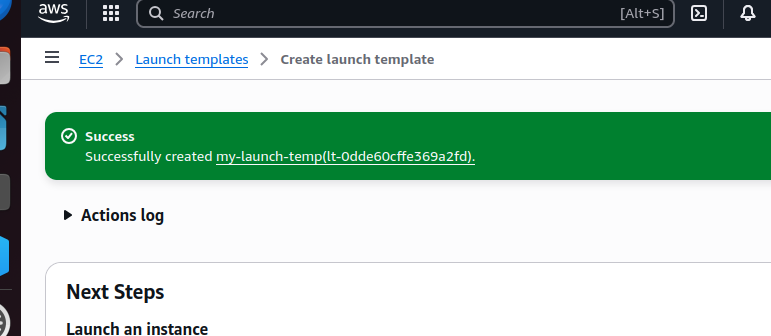 aws
Search [Alt+S]
EC2 Launch templates Create launch template
Success
Successfully created my-launch-temp(lt-0dde60cffe369a2fd).
Actions log
Next Steps
Launch an instance